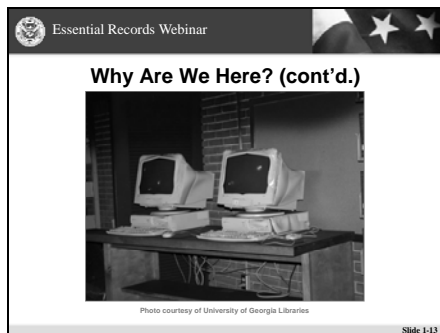 Essential Records Webinar
Why Are We Here? (cont’d.)
Photo courtesy of University of Georgia Libraries
Slide 1-13